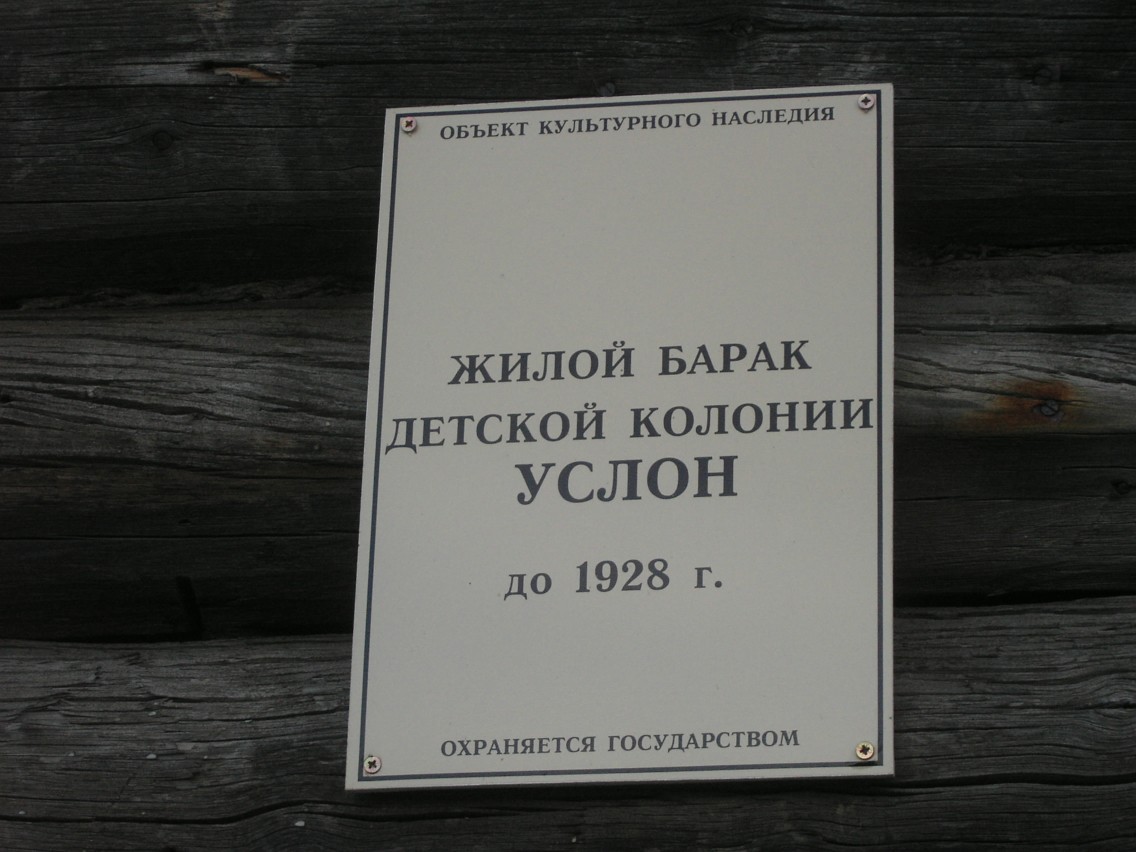 ОБЪЕКТ КУЛЬТУРНОГО НАСЛЕДИЯ
ЖИЛОЙ БАРАК
ДЕТСКОЙ КОЛОНИИ
УСЛОН
до 1928 г.
ОХРАНЯЕТСЯ ГОСУДАРСТВОМ